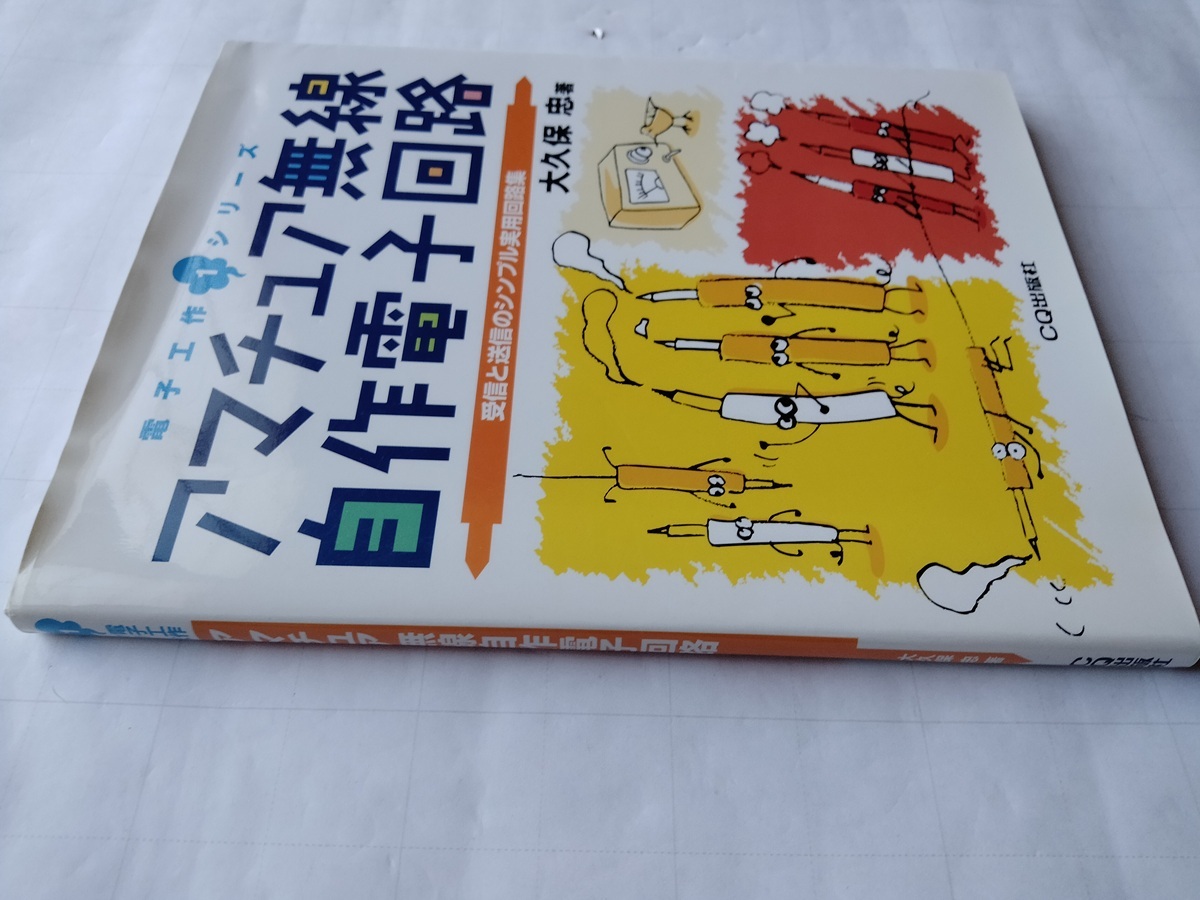 電子工作1シリーズ
アマチュア無線
自作電子回路
受信と送信のシンプル実用回路集
大久保 忠 著
CQ出版社
1 電子工作 アマチュア無線自作電子回路 大久保 忠 著 CQ出版社